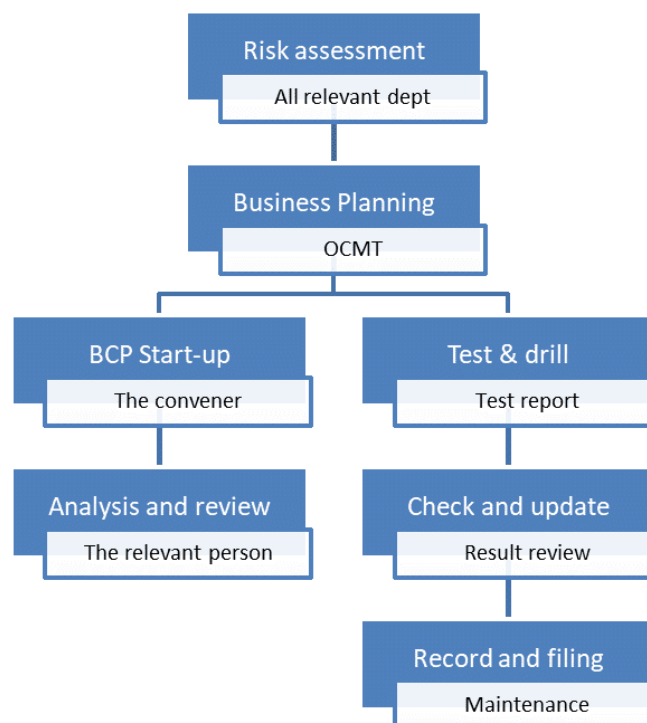 Risk assessment
All relevant dept
Business Planning
OCMT
BCP Start-up
The convener
Analysis and review
The relevant person
Test & drill
Test report
Check and update
Result review
Record and filing
Maintenance